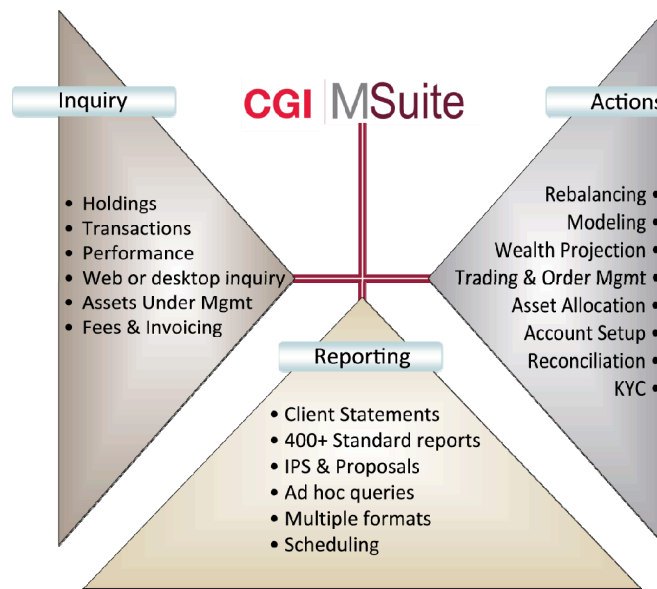 CGI MSuite
Inquiry
• Holdings
• Transactions
• Performance
• Web or desktop inquiry
• Assets Under Mgmt
• Fees & Invoicing
Actions
Rebalancing •
Modeling •
Wealth Projection •
Trading & Order Mgmt •
Asset Allocation •
Account Setup •
Reconciliation •
KYC •
Reporting
• Client Statements
• 400+ Standard reports
• IPS & Proposals
• Ad hoc queries
• Multiple formats
• Scheduling